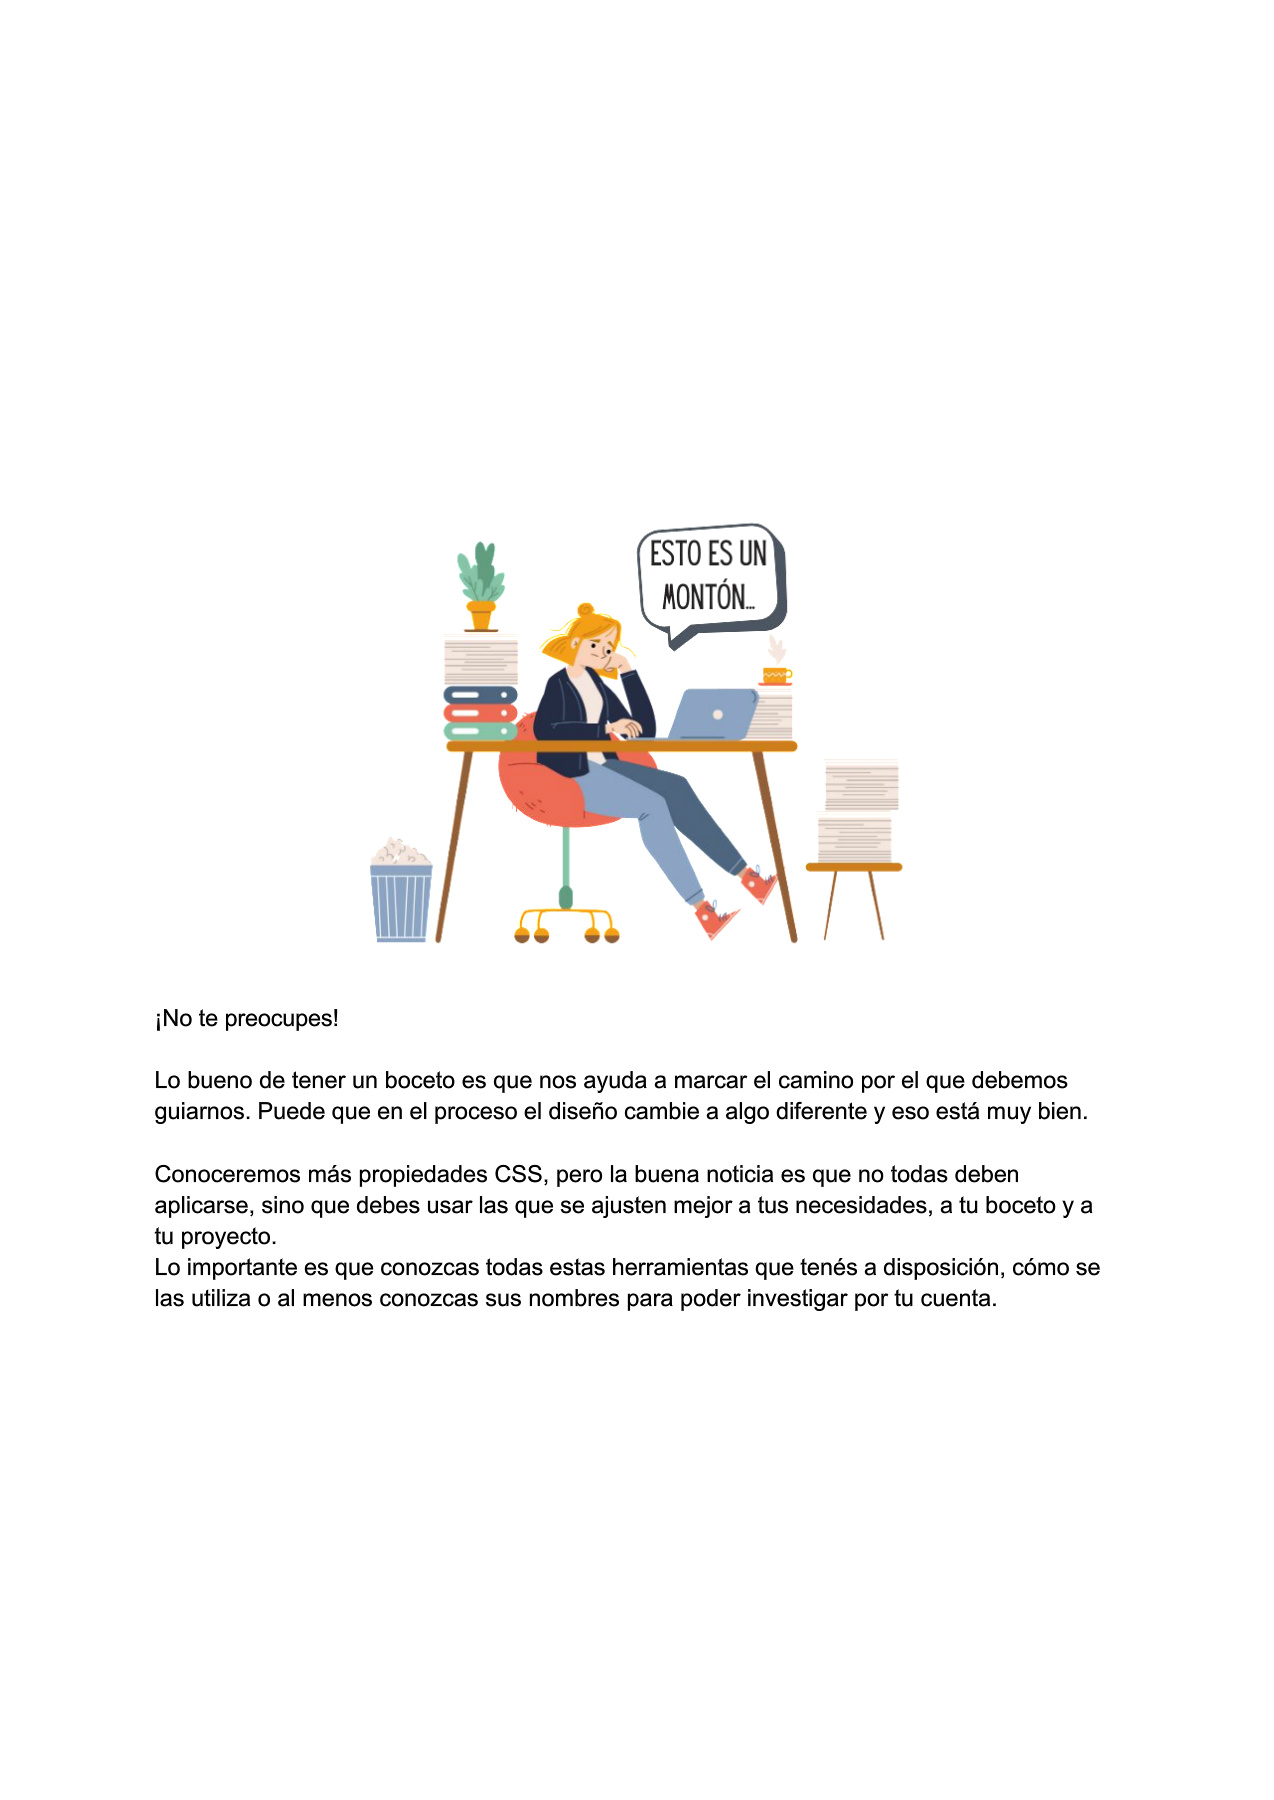 ESTO ES UN
MONTÓN...
¡No te preocupes!
Lo bueno de tener un boceto es que nos ayuda a marcar el camino por el que debemos
guiarnos. Puede que en el proceso el diseño cambie a algo diferente y eso está muy bien.
Conoceremos más propiedades CSS, pero la buena noticia es que no todas deben
aplicarse, sino que debes usar las que se ajusten mejor a tus necesidades, a tu boceto y a
tu proyecto.
Lo importante es que conozcas todas estas herramientas que tenés a disposición, cómo se
las utiliza o al menos conozcas sus nombres para poder investigar por tu cuenta.